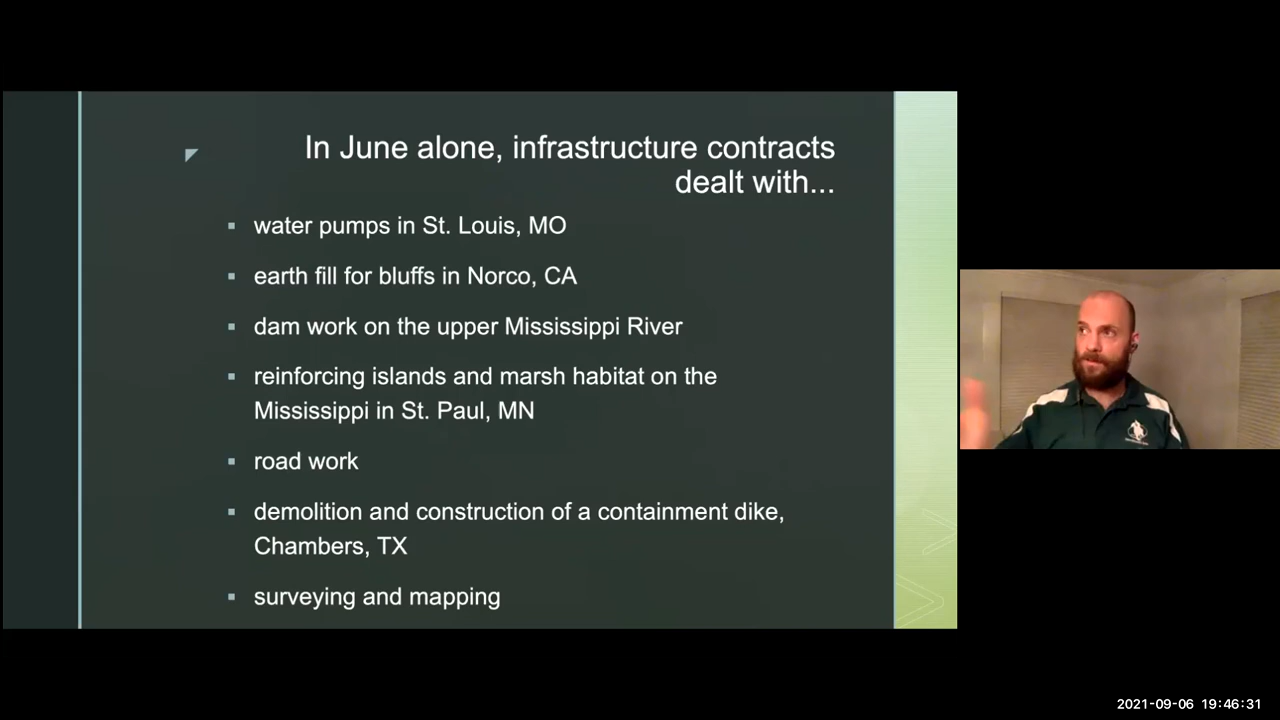 In June alone, infrastructure contracts
dealt with...
▪ water pumps in St. Louis, MO
▪ earth fill for bluffs in Norco, CA
▪ dam work on the upper Mississippi River
▪ reinforcing islands and marsh habitat on the
Mississippi in St. Paul, MN
▪ road work
▪ demolition and construction of a containment dike,
Chambers, TX
▪ surveying and mapping
2021-09-06 19:46:31